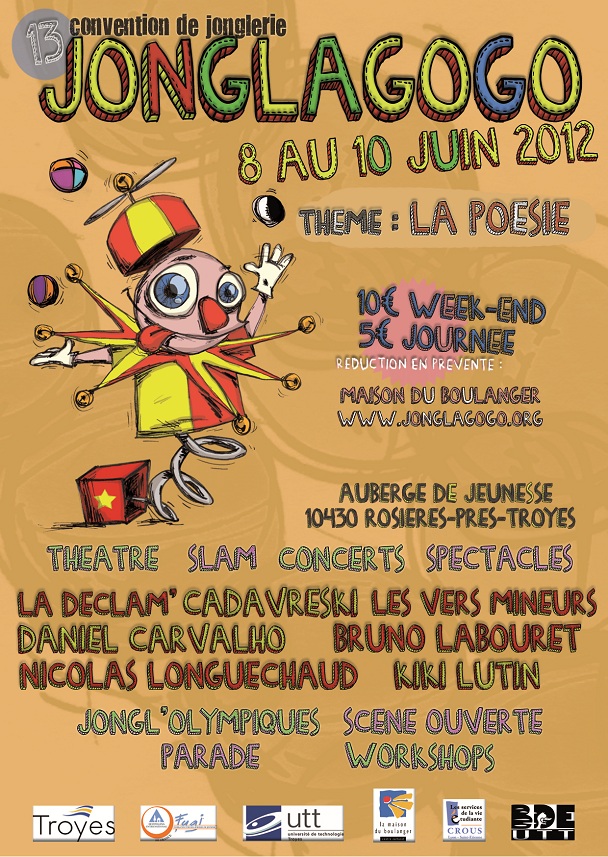 13
convention de jonglerie
JONGLAGOGO
8 AU 10 JUIN 2012
THEME : LA POESIE
10€ WEEK-END
5€ JOURNEE
REDUCTION EN PREVENTE :
MAISON DU BOULANGER
WWW.JONGLAGOGO.ORG
AUBERGE DE JEUNESSE
10430 ROSIERES-PRES-TROYES
THEATRE SLAM CONCERTS SPECTACLES
LA DECLAM' CADAVRESKI LES VERS MINEURS
DANIEL CARVALHO BRUNO LABOURET
NICOLAS LONGUECHAUD KIKI LUTIN
JONGL'OLYMPIQUES SCENE OUVERTE
PARADE WORKSHOPS
Troyes
Fuaj
utt
université de technologie
Troyes
la maison
du boulanger
Les services
de la vie
étudiante
CROUS
BDE
UTT